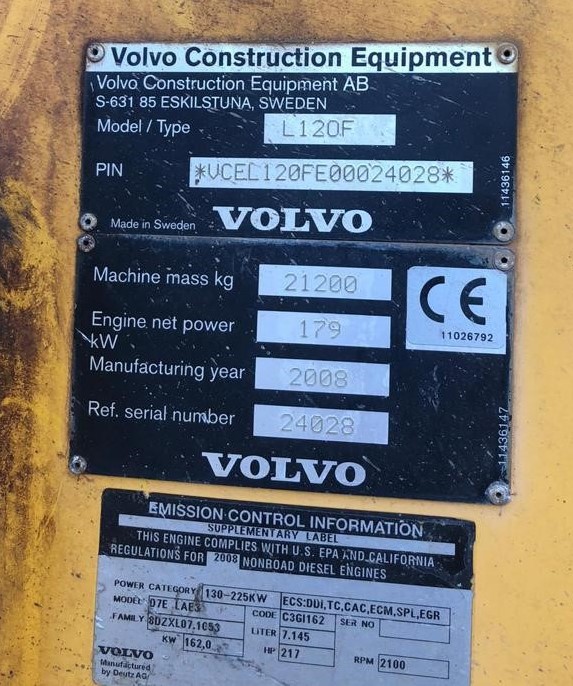 Volvo Construction Equipment
Volvo Construction Equipment AB
S-631 85 ESKILSTUNA, SWEDEN
Model / Type L120F
PIN *VCEL120FE00024028*
11436146
Made in Sweden VOLVO
Machine mass kg 21200
CE
11026792
Engine net power kW 179
Manufacturing year 2008
Ref. serial number 24028
11436147
VOLVO
EMISSION CONTROL INFORMATION
SUPPLEMENTARY LABEL
THIS ENGINE COMPLIES WITH U.S. EPA AND CALIFORNIA
REGULATIONS FOR 2008 NONROAD DIESEL ENGINES
POWER CATEGORY 130-225KW ECS:DDI,TC,CAC,ECM,SPL,EGR
MODEL D7E LAE3 CODE C3GI162 SER NO
FAMILY 8DZXL07.1053 LITER 7.145
KW 162,0 HP 217 RPM 2100
VOLVO
Manufactured
by Deutz AG